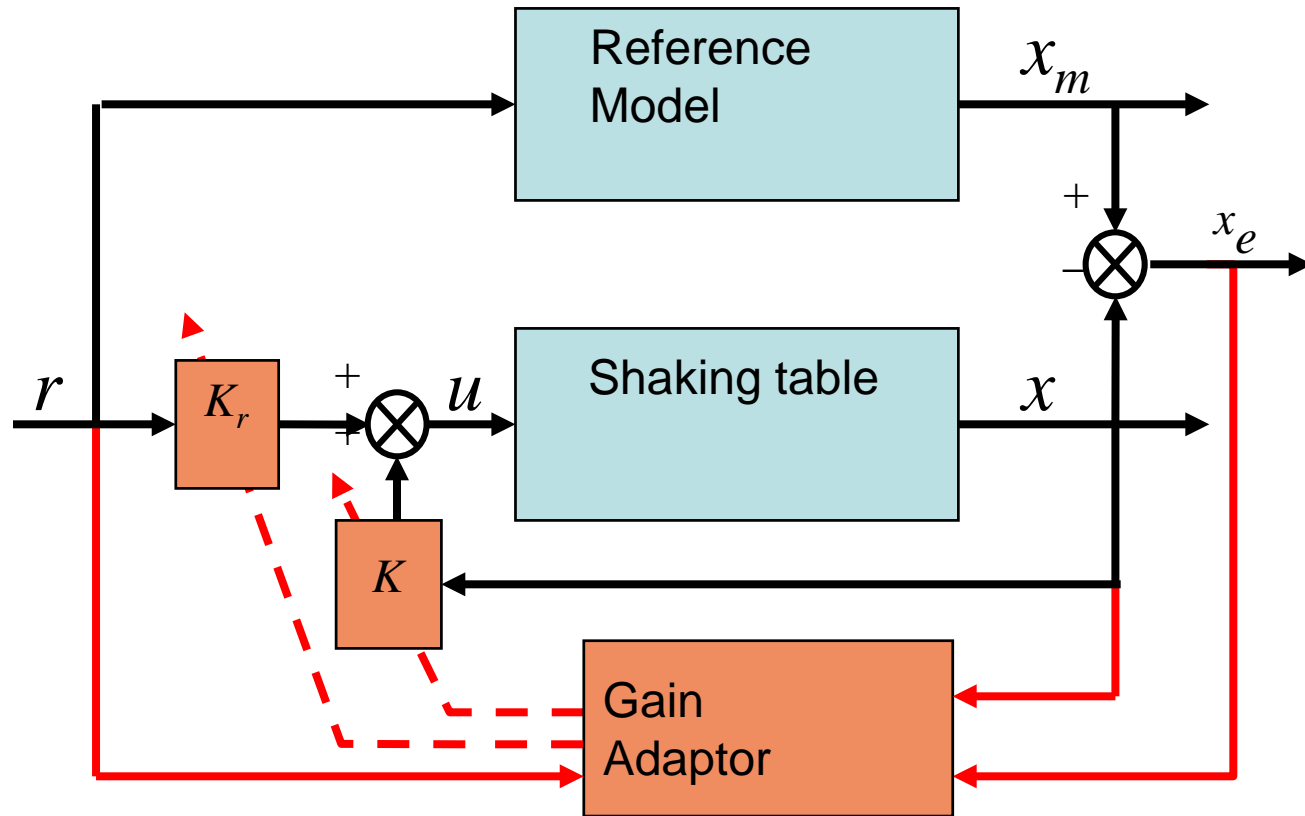 Reference
Model
x_m
+
−
x_e
r
K_r
+
+
u
Shaking table
x
K
Gain
Adaptor